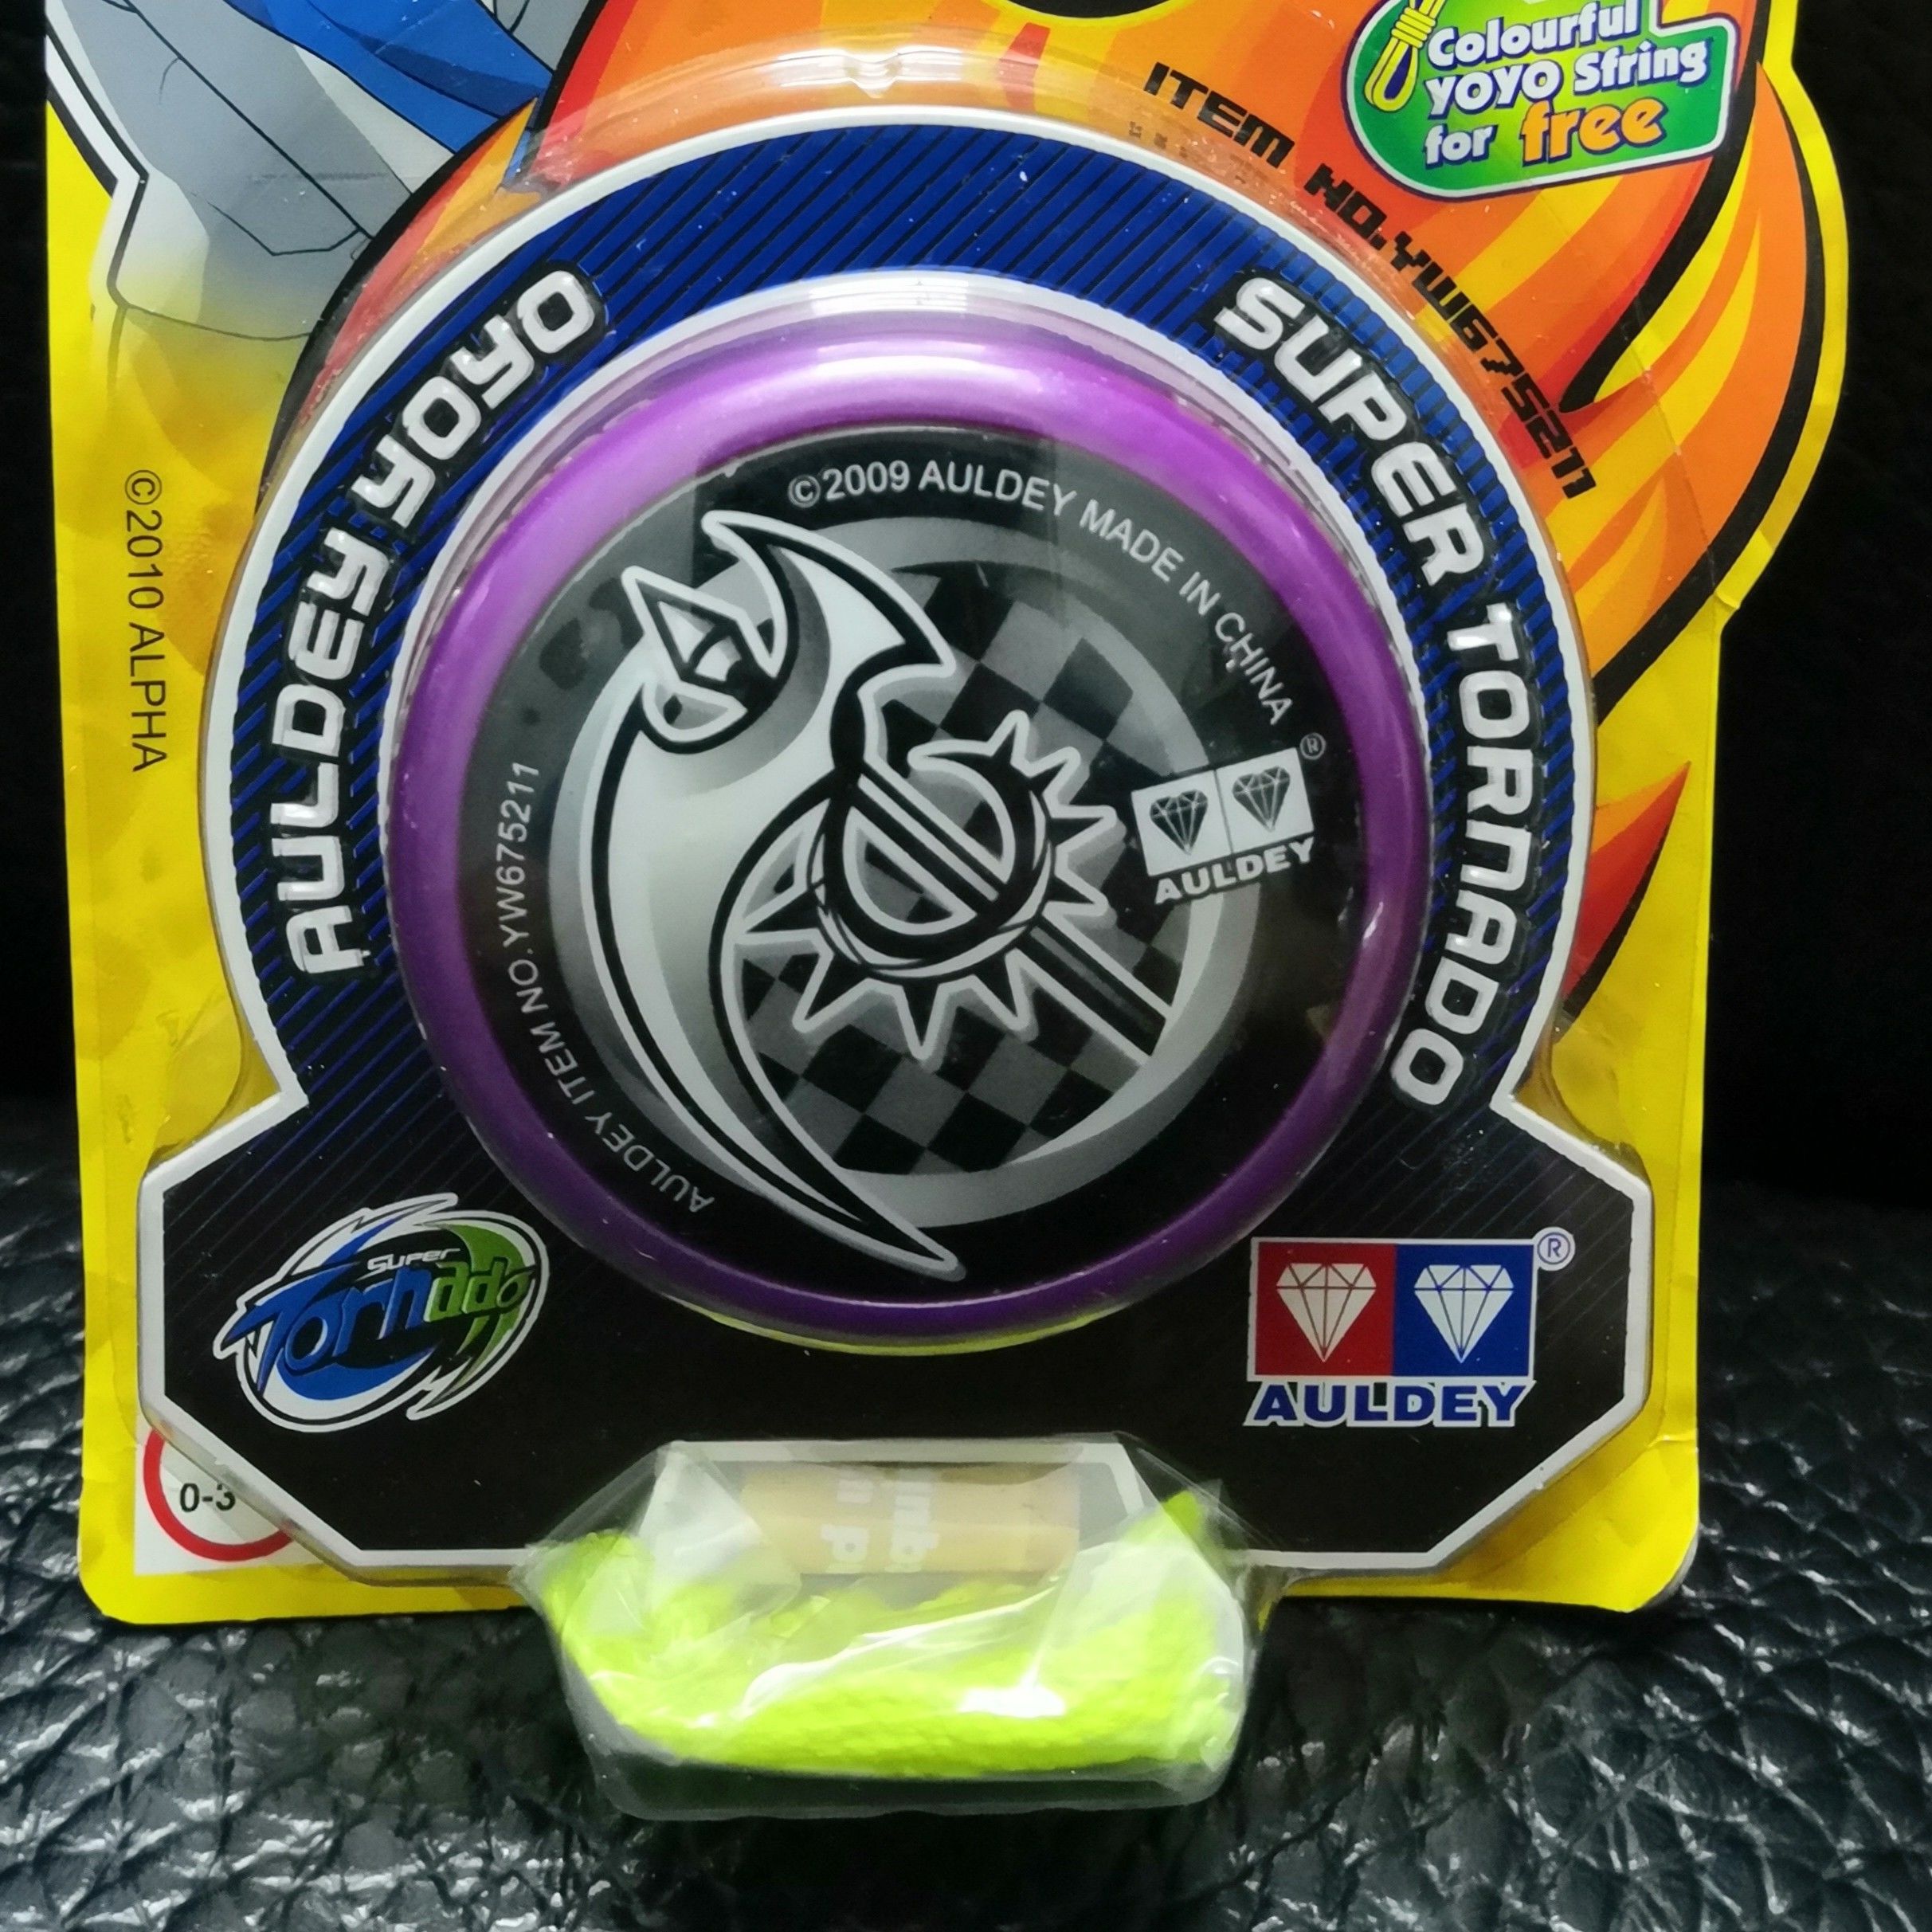 Colourful
YOYO String
for free
ITEM NO.YW675211
AULDEY YOYO
SUPER TORNADO
©2010 ALPHA
©2009 AULDEY MADE IN CHINA
®
AULDEY
AULDEY ITEM NO.YW675211
SUPER
Tornado
®
AULDEY
0-3